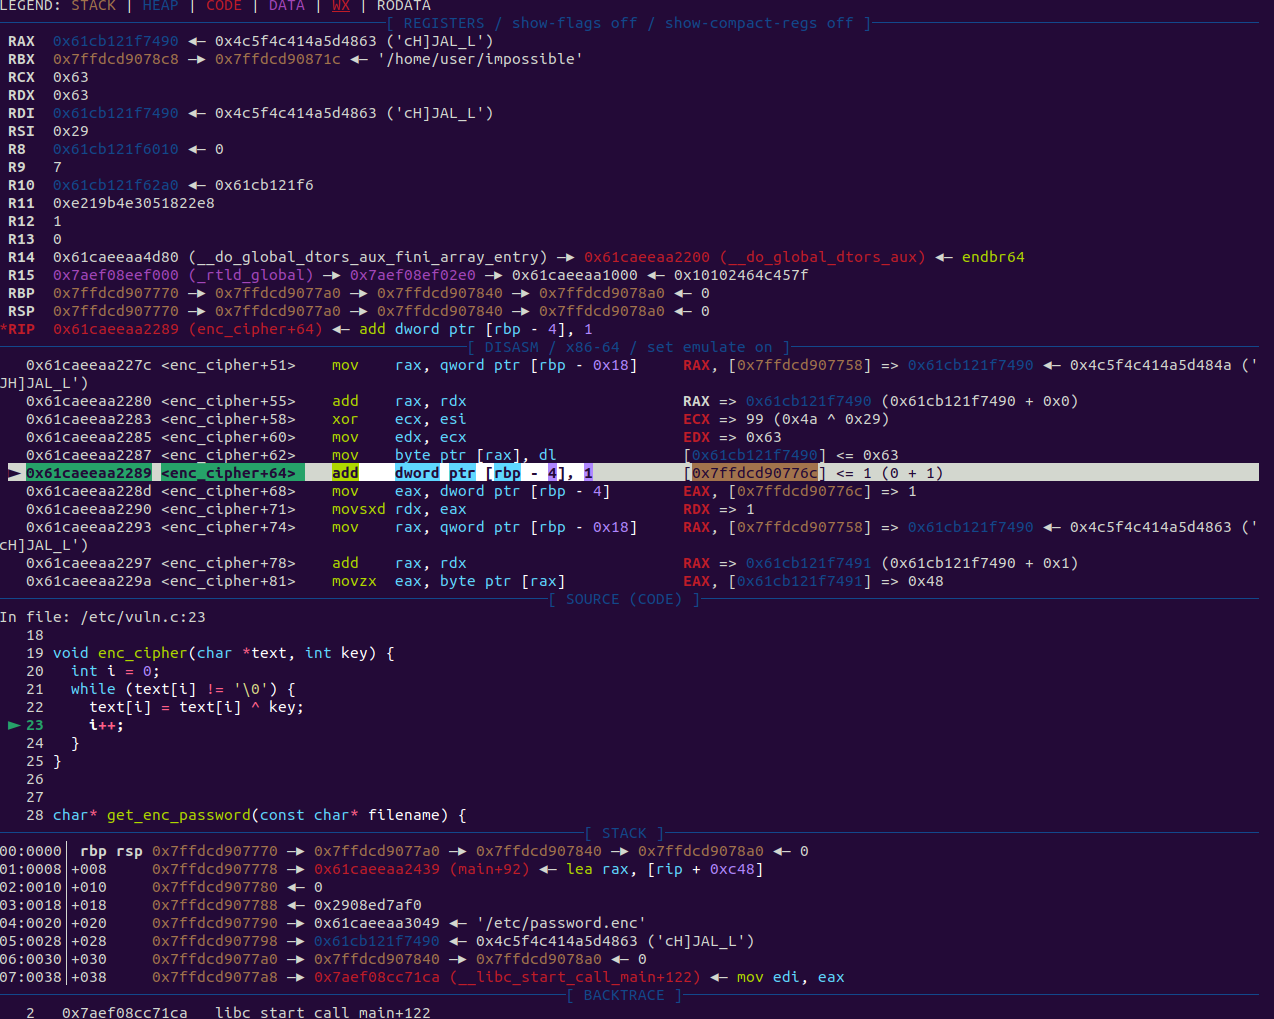 LEGEND: STACK | HEAP | CODE | DATA | WX | RODATA
[ REGISTERS / show-flags off / show-compact-regs off ]
RAX 0x61cb121f7490 ◂— 0x4c5f4c414a5d4863 ('cH]JAL_L')
RBX 0x7ffdcd9078c8 —▸ 0x7ffdcd90871c ◂— '/home/user/impossible'
RCX 0x63
RDX 0x63
RDI 0x61cb121f7490 ◂— 0x4c5f4c414a5d4863 ('cH]JAL_L')
RSI 0x29
R8 0x61cb121f6010 ◂— 0
R9 7
R10 0x61cb121f62a0 ◂— 0x61cb121f6
R11 0xe219b4e3051822e8
R12 1
R13 0
R14 0x61caeeaa4d80 (__do_global_dtors_aux_fini_array_entry) —▸ 0x61caeeaa2200 (__do_global_dtors_aux) ◂— endbr64
R15 0x7aef08eef000 (_rtld_global) —▸ 0x7aef08ef02e0 —▸ 0x61caeeaa1000 ◂— 0x10102464c457f
RBP 0x7ffdcd907770 —▸ 0x7ffdcd9077a0 —▸ 0x7ffdcd907840 —▸ 0x7ffdcd9078a0 ◂— 0
RSP 0x7ffdcd907770 —▸ 0x7ffdcd9077a0 —▸ 0x7ffdcd907840 —▸ 0x7ffdcd9078a0 ◂— 0
*RIP 0x61caeeaa2289 (enc_cipher+64) ◂— add dword ptr [rbp - 4], 1
[ DISASM / x86-64 / set emulate on ]
0x61caeeaa227c <enc_cipher+51> mov rax, qword ptr [rbp - 0x18] RAX, [0x7ffdcd907758] => 0x61cb121f7490 ◂— 0x4c5f4c414a5d484a ('
JH]JAL_L')
0x61caeeaa2280 <enc_cipher+55> add rax, rdx RAX => 0x61cb121f7490 (0x61cb121f7490 + 0x0)
0x61caeeaa2283 <enc_cipher+58> xor ecx, esi ECX => 99 (0x4a ^ 0x29)
0x61caeeaa2285 <enc_cipher+60> mov edx, ecx EDX => 0x63
0x61caeeaa2287 <enc_cipher+62> mov byte ptr [rax], dl [0x61cb121f7490] <= 0x63
► 0x61caeeaa2289 <enc_cipher+64> add dword ptr [rbp - 4], 1 [0x7ffdcd90776c] <= 1 (0 + 1)
0x61caeeaa228d <enc_cipher+68> mov eax, dword ptr [rbp - 4] EAX, [0x7ffdcd90776c] => 1
0x61caeeaa2290 <enc_cipher+71> movsxd rdx, eax RDX => 1
0x61caeeaa2293 <enc_cipher+74> mov rax, qword ptr [rbp - 0x18] RAX, [0x7ffdcd907758] => 0x61cb121f7490 ◂— 0x4c5f4c414a5d4863 ('
cH]JAL_L')
0x61caeeaa2297 <enc_cipher+78> add rax, rdx RAX => 0x61cb121f7491 (0x61cb121f7490 + 0x1)
0x61caeeaa229a <enc_cipher+81> movzx eax, byte ptr [rax] EAX, [0x61cb121f7491] => 0x48
[ SOURCE (CODE) ]
In file: /etc/vuln.c:23
18
19 void enc_cipher(char *text, int key) {
20 int i = 0;
21 while (text[i] != '\0') {
22 text[i] = text[i] ^ key;
► 23 i++;
24 }
25 }
26
27
28 char* get_enc_password(const char* filename) {
[ STACK ]
00:0000│ rbp rsp 0x7ffdcd907770 —▸ 0x7ffdcd9077a0 —▸ 0x7ffdcd907840 —▸ 0x7ffdcd9078a0 ◂— 0
01:0008│ +008 0x7ffdcd907778 —▸ 0x61caeeaa2439 (main+92) ◂— lea rax, [rip + 0xc48]
02:0010│ +010 0x7ffdcd907780 ◂— 0
03:0018│ +018 0x7ffdcd907788 ◂— 0x2908ed7af0
04:0020│ +020 0x7ffdcd907790 —▸ 0x61caeeaa3049 ◂— '/etc/password.enc'
05:0028│ +028 0x7ffdcd907798 —▸ 0x61cb121f7490 ◂— 0x4c5f4c414a5d4863 ('cH]JAL_L')
06:0030│ +030 0x7ffdcd9077a0 —▸ 0x7ffdcd907840 —▸ 0x7ffdcd9078a0 ◂— 0
07:0038│ +038 0x7ffdcd9077a8 —▸ 0x7aef08cc71ca (__libc_start_call_main+122) ◂— mov edi, eax
[ BACKTRACE ]
2 0x7aef08cc71ca __libc_start_call_main+122